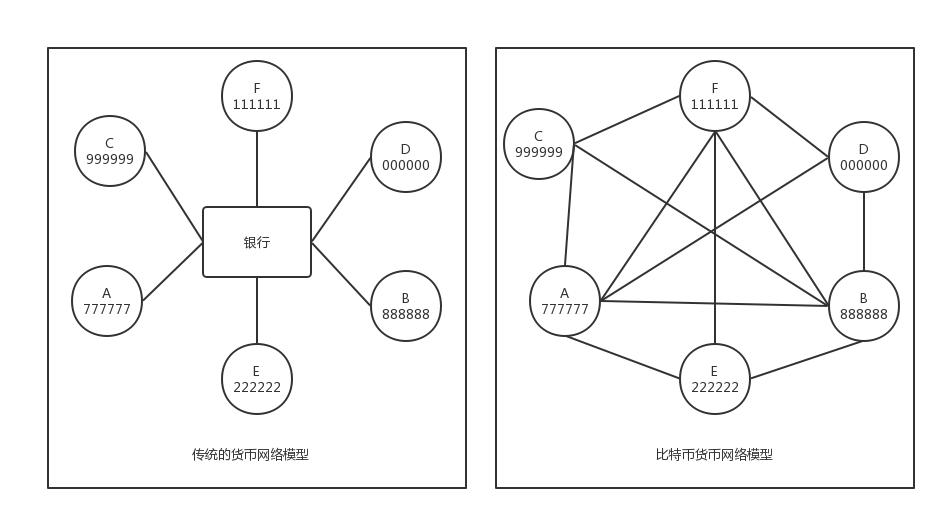 F
111111
C
999999
D
000000
银行
A
777777
B
888888
E
222222
传统的货币网络模型
F
111111
C
999999
D
000000
A
777777
B
888888
E
222222
比特币货币网络模型